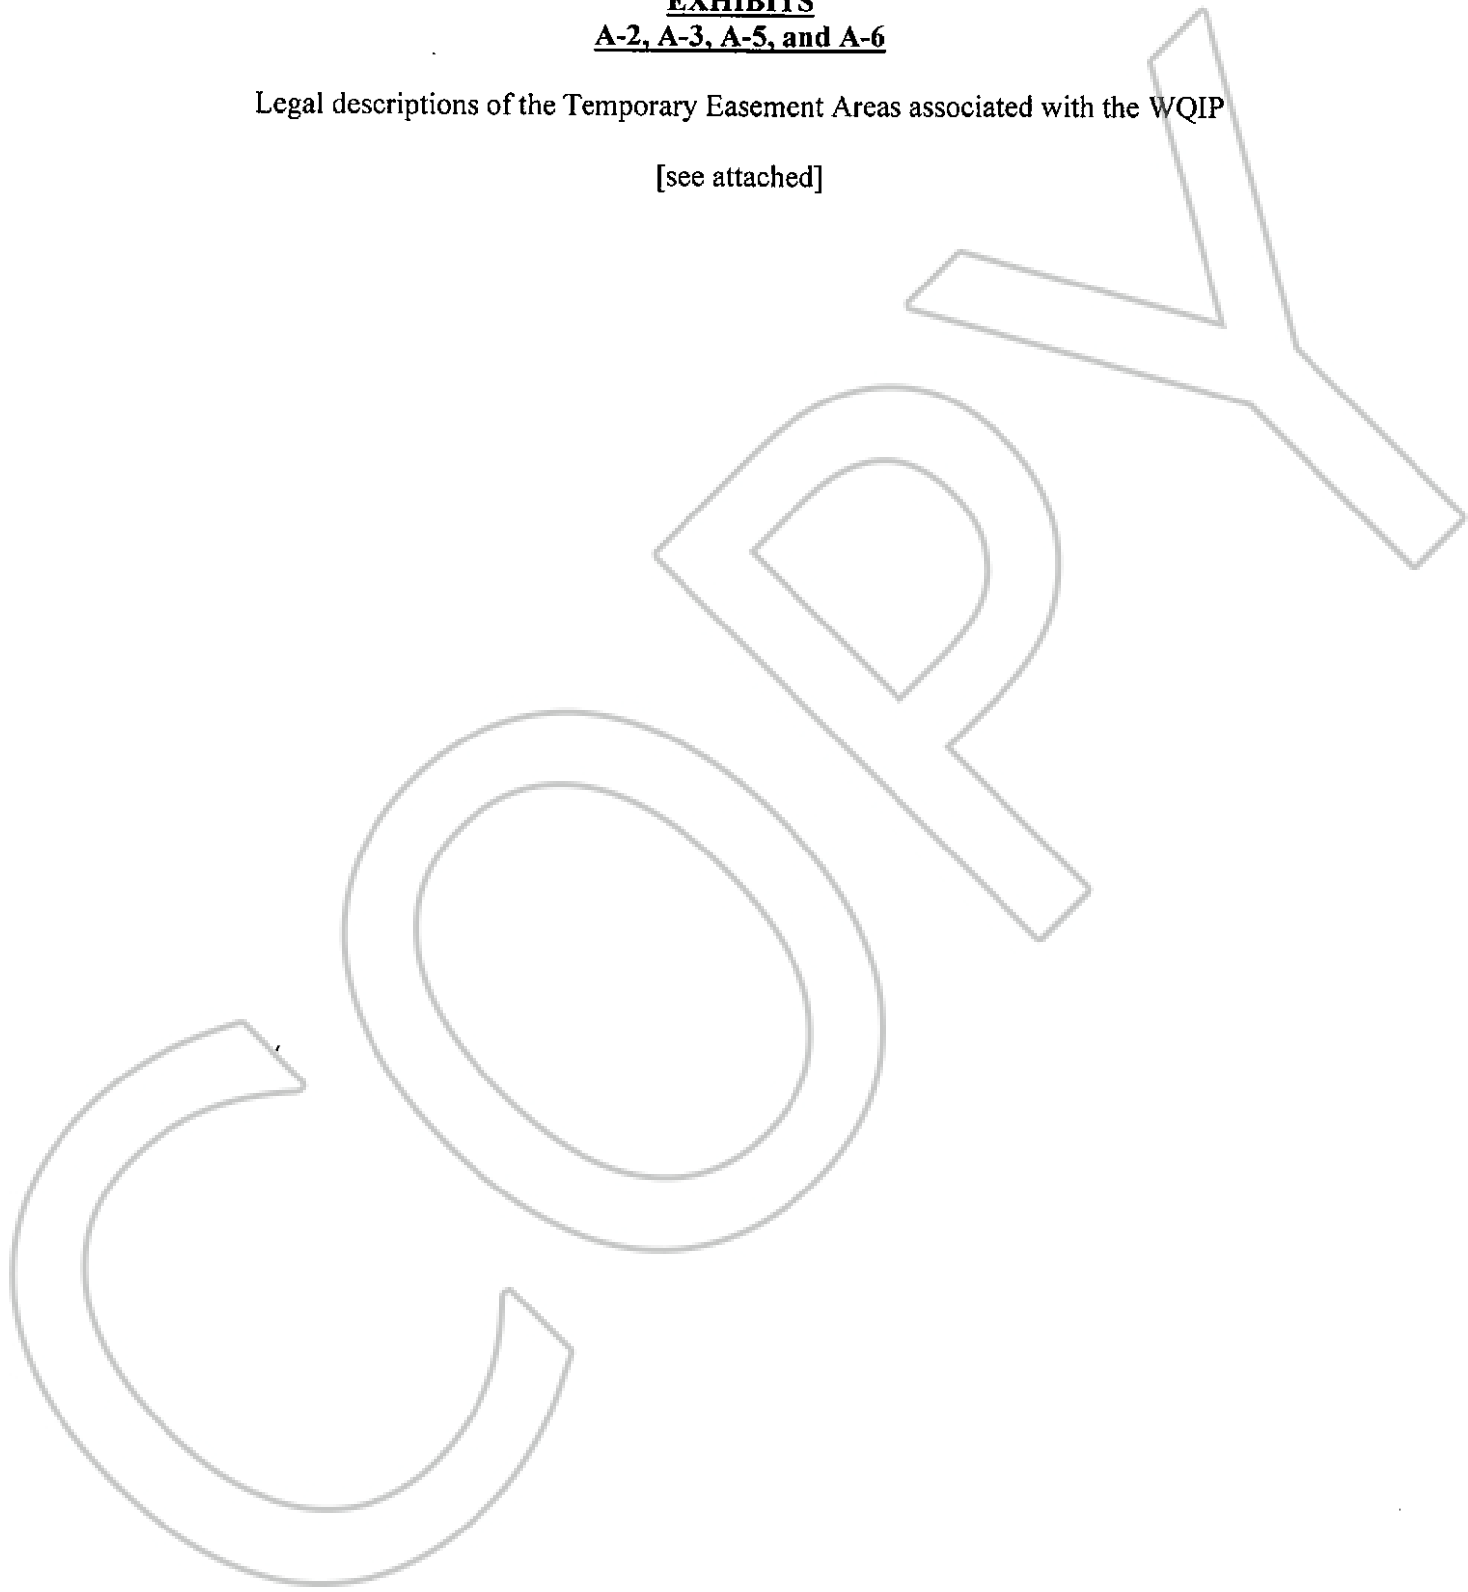 EXHIBITS
A-2, A-3, A-5, and A-6
Legal descriptions of the Temporary Easement Areas associated with the WQIP
[see attached]
COPY